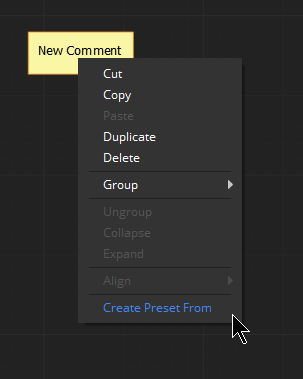 New Comment
Cut
Copy
Paste
Duplicate
Delete
Group
Ungroup
Collapse
Expand
Align
Create Preset From